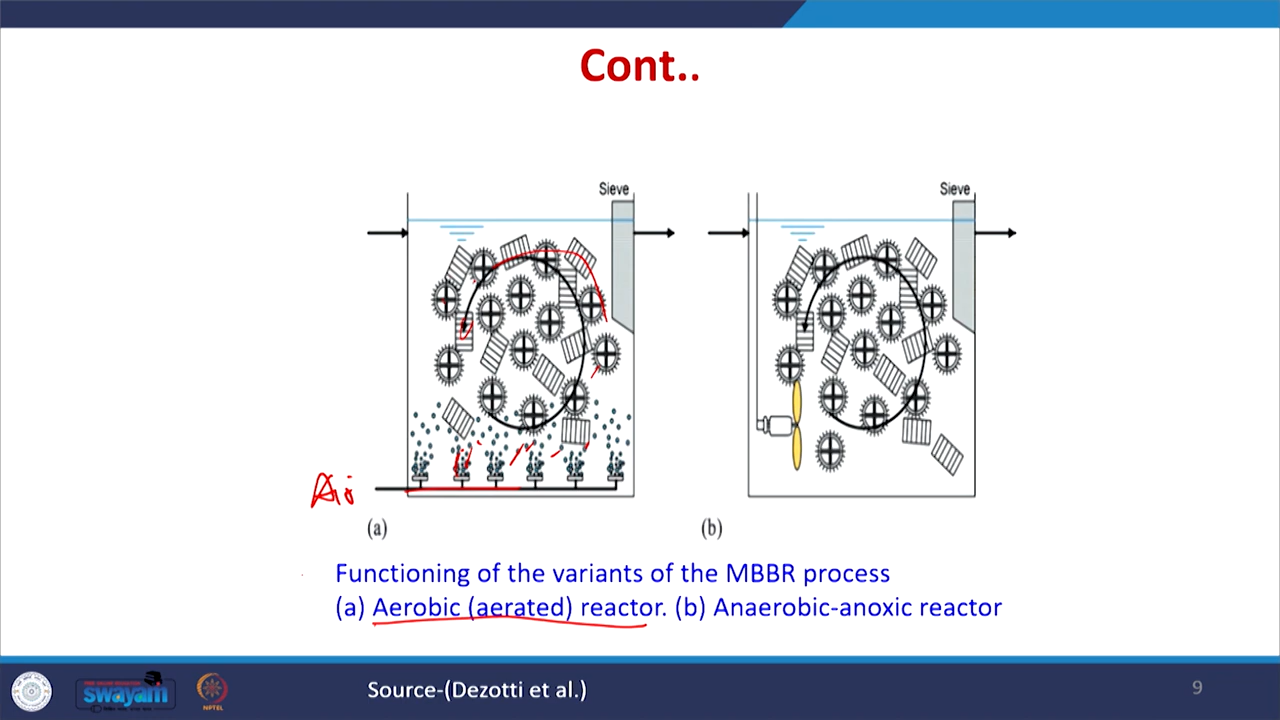 Cont..
Sieve
Sieve
Air
(a)
(b)
Functioning of the variants of the MBBR process
(a) Aerobic (aerated) reactor. (b) Anaerobic-anoxic reactor
swayam
NPTEL
Source-(Dezotti et al.)
9